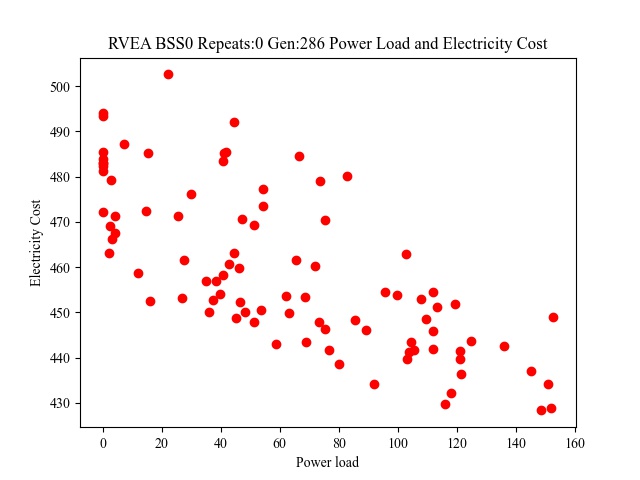 RVEA BSS0 Repeats:0 Gen:286 Power Load and Electricity Cost
500
490
480
470
460
450
440
430
Electricity Cost
0 20 40 60 80 100 120 140 160
Power load